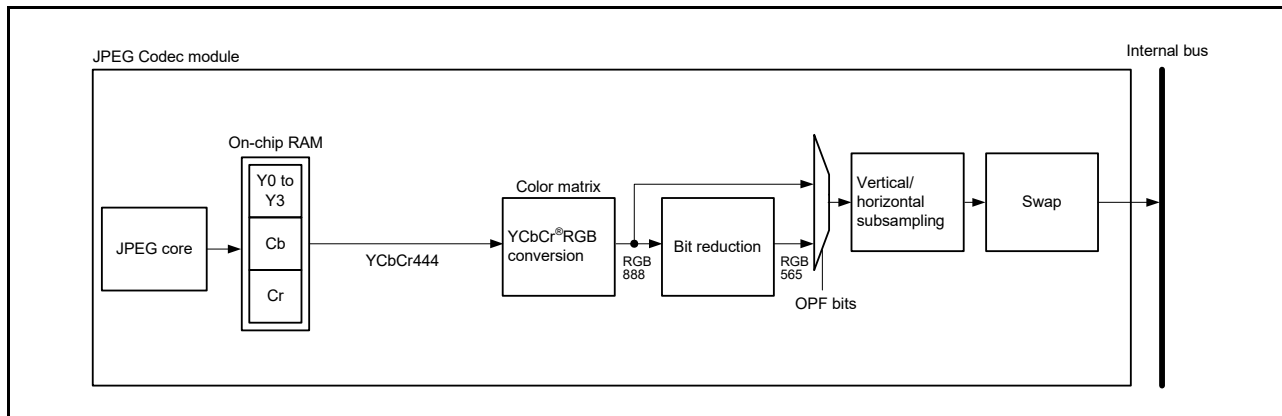 JPEG Codec module
Internal bus
On-chip RAM
Y0 to
Y3
Cb
Cr
JPEG core
YCbCr444
Color matrix
YCbCr®RGB
conversion
RGB
888
Bit reduction
RGB
565
OPF bits
Vertical/
horizontal
subsampling
Swap